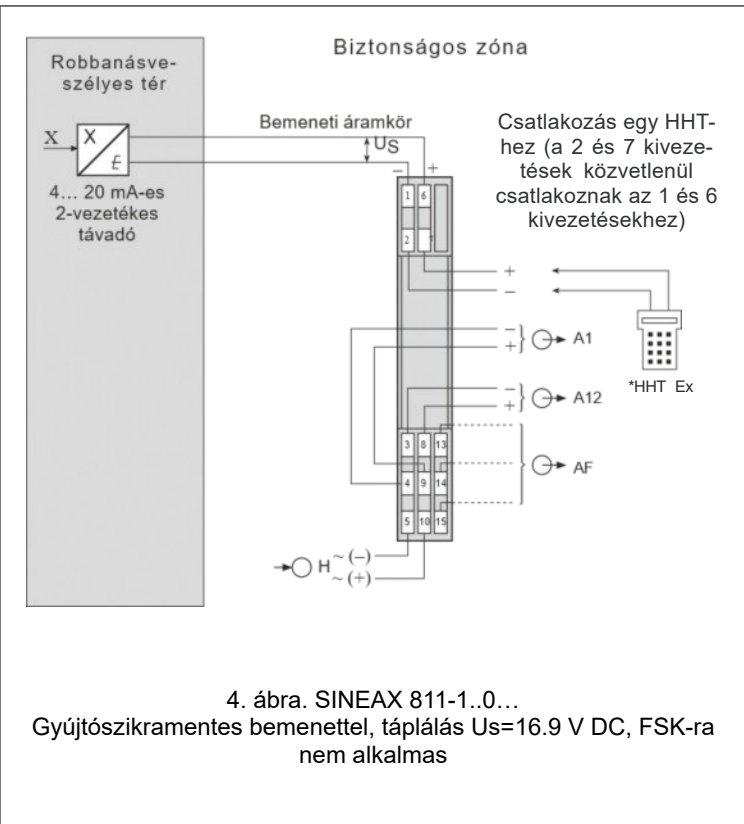 Biztonságos zóna
Robbanásve-
szélyes tér
X
X
E
4... 20 mA-es
2-vezetékes
távadó
Bemeneti áramkör
US
− +
Csatlakozás egy HHT-
hez (a 2 és 7 kiveze-
tések közvetlenül
csatlakoznak az 1 és 6
kivezetésekhez)
1 6
2
+
−
− +
A1
*HHT Ex
− +
A12
3 8 13
4 9 14
5 10 15
AF
H ~ (−)
~ (+)
4. ábra. SINEAX 811-1..0…
Gyújtószikramentes bemenettel, táplálás Us=16.9 V DC, FSK-ra
nem alkalmas